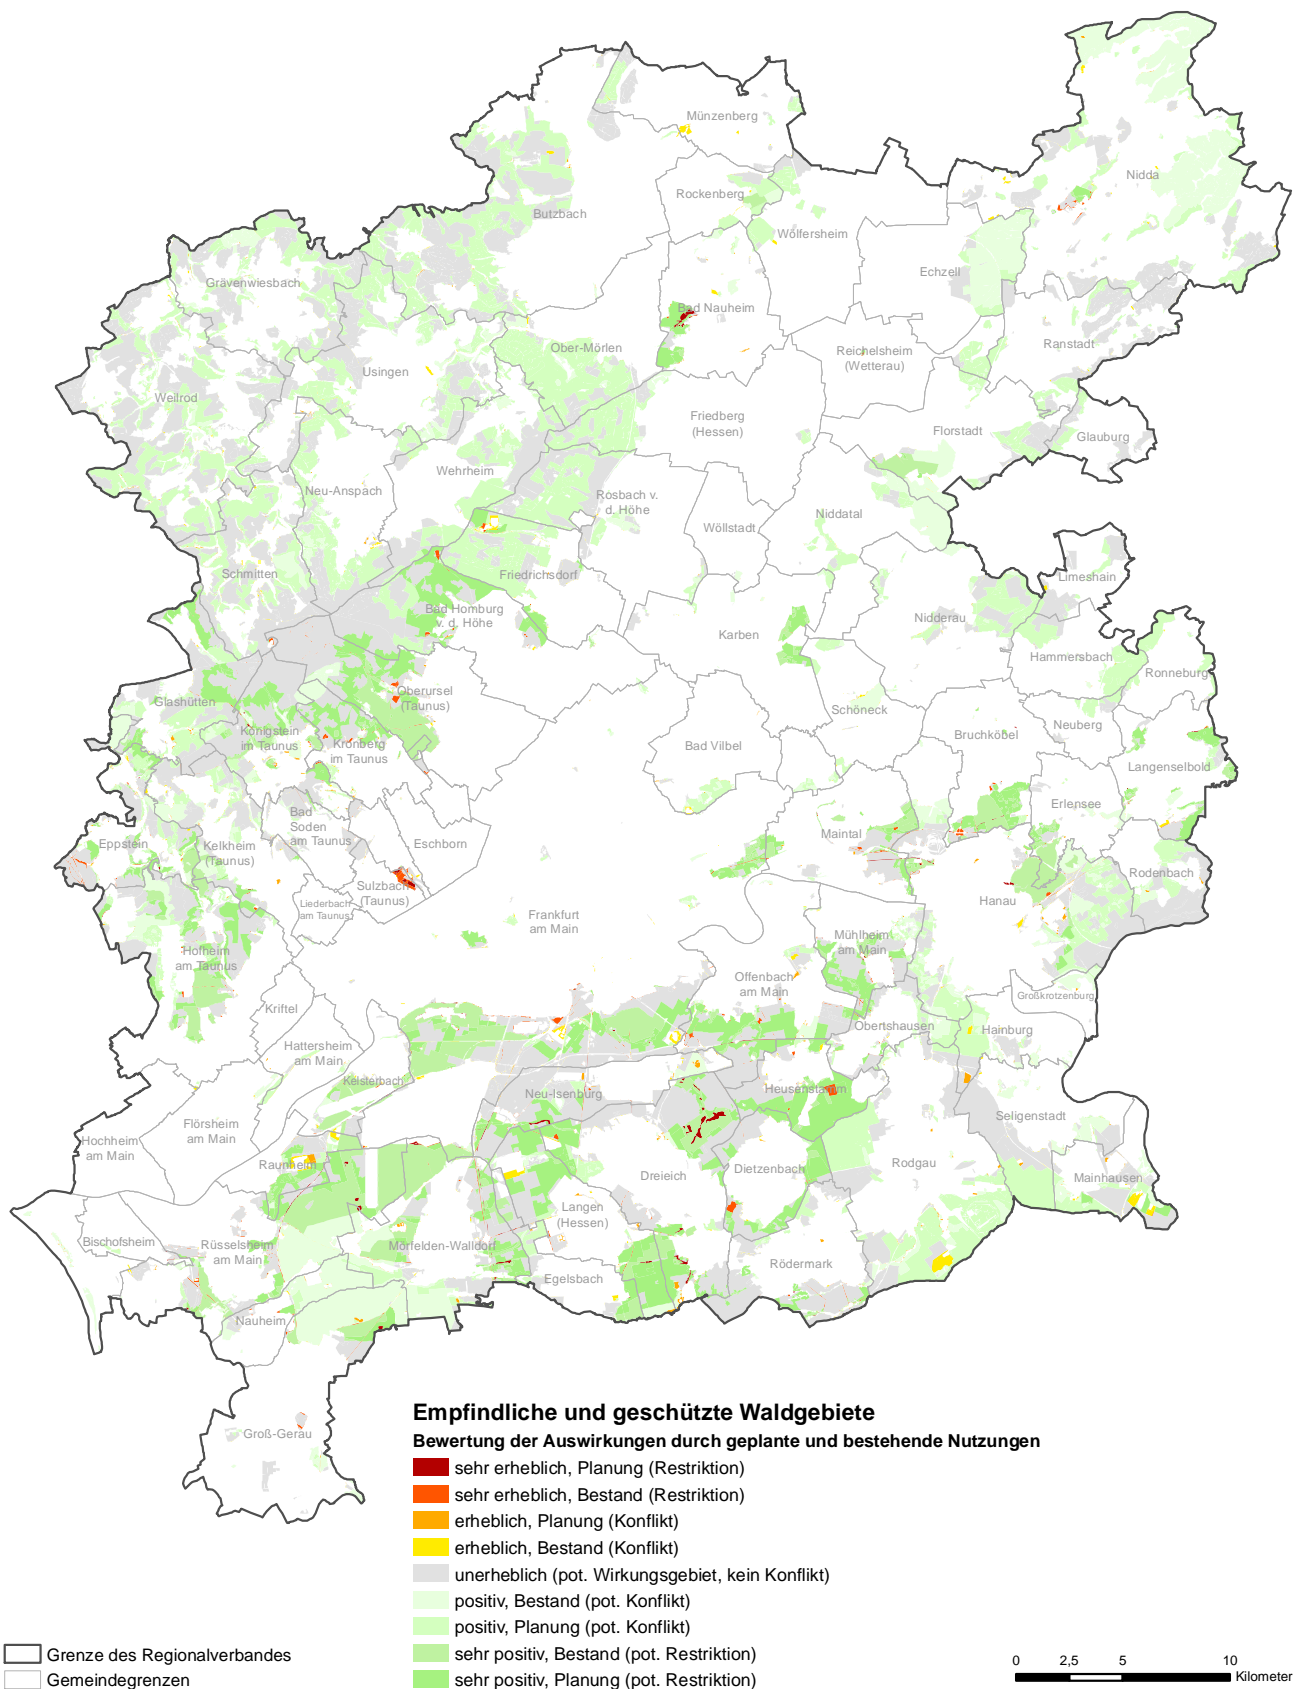 Münzenberg
Nidda
Rockenberg
Butzbach
Wölfersheim
Echzell
Grävenwiesbach
Bad Nauheim
Ober-Mörlen
Reichelsheim
(Wetterau)
Ranstadt
Usingen
Weilrod
Friedberg
(Hessen)
Florstadt
Glauburg
Wehrheim
Neu-Anspach
Rosbach v.
d. Höhe
Wöllstadt
Niddatal
Schmitten
Friedrichsdorf
Limeshain
Bad Homburg
v. d. Höhe
Karben
Nidderau
Hammersbach
Ronneburg
Glashütten
Oberursel
(Taunus)
Schöneck
Neuberg
Königstein
im Taunus
Kronberg
im Taunus
Bad Vilbel
Bruchköbel
Langenselbold
Erlensee
Bad
Soden
am Taunus
Eschborn
Maintal
Eppstein
Kelkheim
(Taunus)
Sulzbach
(Taunus)
Rodenbach
Liederbach
am Taunus
Hanau
Frankfurt
am Main
Hofheim
am Taunus
Mühlheim
am Main
Offenbach
am Main
Großkrotzenburg
Kriftel
Obertshausen
Hainburg
Hattersheim
am Main
Kelsterbach
Neu-Isenburg
Heusenstamm
Seligenstadt
Flörsheim
am Main
Hochheim
am Main
Raunheim
Dreieich
Dietzenbach
Rodgau
Mainhausen
Langen
(Hessen)
Bischofsheim
Rüsselsheim
am Main
Mörfelden-Walldorf
Rödermark
Egelsbach
Nauheim
Groß-Gerau
Empfindliche und geschützte Waldgebiete
Bewertung der Auswirkungen durch geplante und bestehende Nutzungen
sehr erheblich, Planung (Restriktion)
sehr erheblich, Bestand (Restriktion)
erheblich, Planung (Konflikt)
erheblich, Bestand (Konflikt)
unerheblich (pot. Wirkungsgebiet, kein Konflikt)
positiv, Bestand (pot. Konflikt)
positiv, Planung (pot. Konflikt)
sehr positiv, Bestand (pot. Restriktion)
sehr positiv, Planung (pot. Restriktion)
Grenze des Regionalverbandes
Gemeindegrenzen
0 2,5 5 10
Kilometer